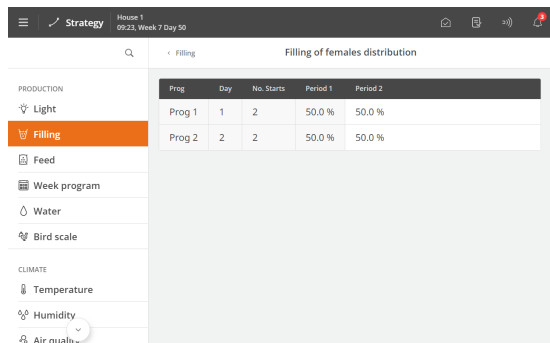 Strategy
House 1
09:23, Week 7 Day 50
3
‹ Filling
Filling of females distribution
PRODUCTION
Light
Filling
Feed
Week program
Water
Bird scale
CLIMATE
Temperature
Humidity
Air quality
Prog Day No. Starts Period 1 Period 2
Prog 1 1 2 50.0 % 50.0 %
Prog 2 2 2 50.0 % 50.0 %